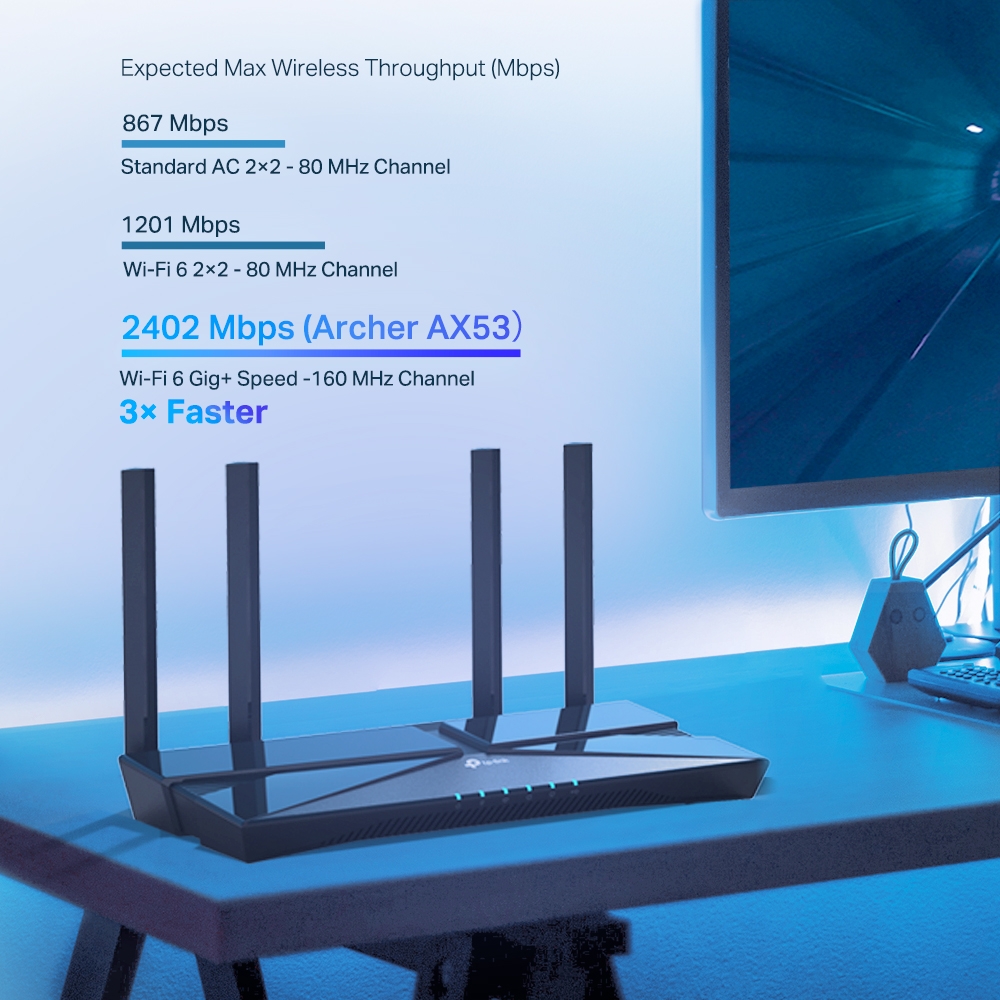 Expected Max Wireless Throughput (Mbps)
867 Mbps
Standard AC 2×2 - 80 MHz Channel
1201 Mbps
Wi-Fi 6 2×2 - 80 MHz Channel
2402 Mbps (Archer AX53)
Wi-Fi 6 Gig+ Speed -160 MHz Channel
3× Faster
tp-link